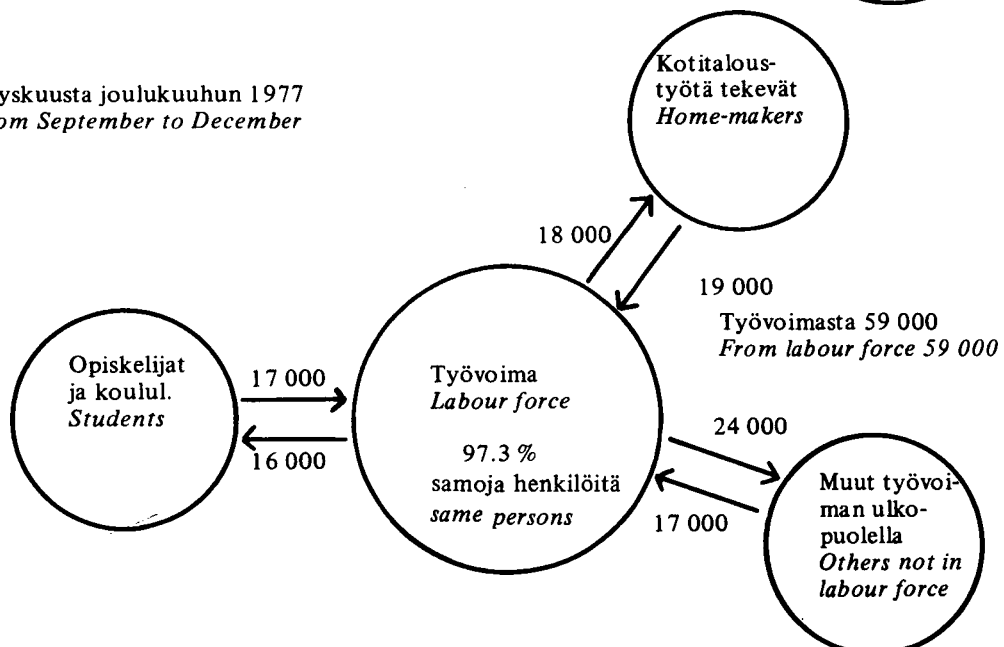 yskuusta joulukuuhun 1977
om September to December
Kotitalous-
työtä tekevät
Home-makers
18 000
19 000
Työvoimasta 59 000
From labour force 59 000
Opiskelijat
ja koulul.
Students
17 000
16 000
Työvoima
Labour force
97.3 %
samoja henkilöitä
same persons
24 000
17 000
Muut työvoi-
man ulko-
puolella
Others not in
labour force